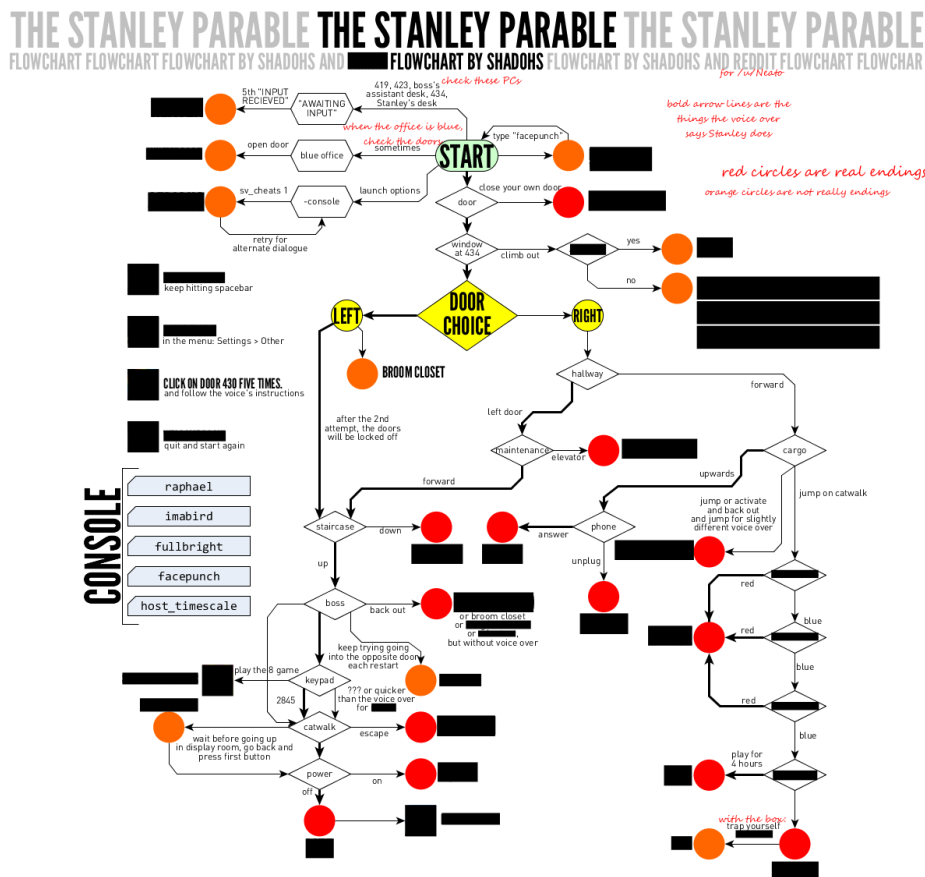 THE STANLEY PARABLE THE STANLEY PARABLE THE STANLEY PARABLE
FLOWCHART FLOWCHART FLOWCHART BY SHADOHS AND FLOWCHART BY SHADOHS FLOWCHART BY SHADOHS AND REDDIT FLOWCHART FLOWCHAR
for /u/Neato
check these PCs
5th "INPUT
RECIEVED"
"AWAITING
INPUT"
419, 423, boss's
assistant desk, 434,
Stanley's desk
bold arrow lines are the
things the voice over
says Stanley does
when the office is blue,
check the doors
type "facepunch"
open door
blue office
sometimes
START
red circles are real endings
orange circles are not really endings
sv_cheats 1
-console
launch options
door
close your own door
retry for
alternate dialogue
window
at 434
climb out
yes
no
keep hitting spacebar
LEFT
DOOR
CHOICE
RIGHT
in the menu: Settings > Other
BROOM CLOSET
hallway
forward
CLICK ON DOOR 430 FIVE TIMES.
and follow the voice's instructions
left door
after the 2nd
attempt, the doors
will be locked off
quit and start again
maintenance
elevator
cargo
upwards
jump on catwalk
forward
CONSOLE
raphael
imabird
fullbright
facepunch
host_timescale
jump or activate
and back out
and jump for slightly
different voice over
staircase
down
answer
phone
unplug
up
red
blue
boss
back out
or broom closet
or
or ,
but without voice over
red
blue
keep trying going
into the opposite door
each restart
play the 8 game
keypad
2845
??? or quicker
than the voice over
for
red
blue
catwalk
escape
wait before going up
in display room, go back and
press first button
play for
4 hours
power
on
off
with the box:
trap yourself